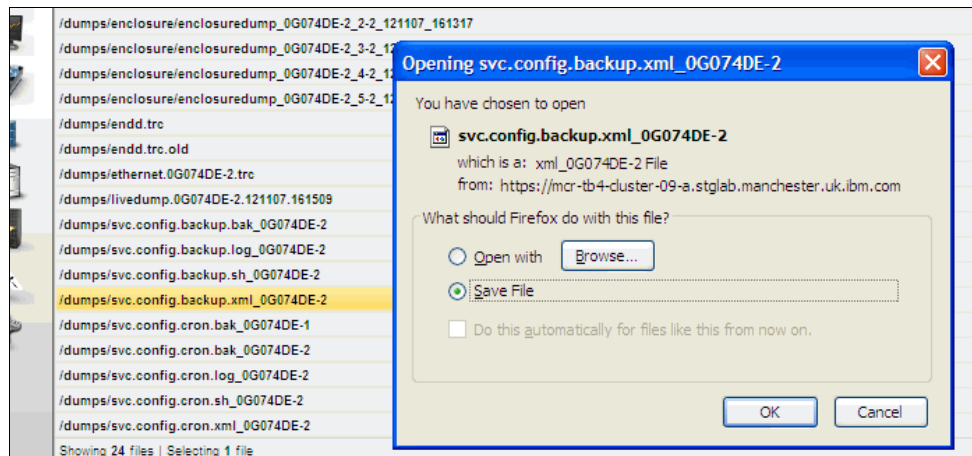 /dumps/enclosure/enclosuredump_0G074DE-2_2-2_121107_161317
/dumps/enclosure/enclosuredump_0G074DE-2_3-2_12
/dumps/enclosure/enclosuredump_0G074DE-2_4-2_12
/dumps/enclosure/enclosuredump_0G074DE-2_5-2_12
/dumps/endd.trc
/dumps/endd.trc.old
/dumps/ethernet.0G074DE-2.trc
/dumps/livedump.0G074DE-2.121107.161509
/dumps/svc.config.backup.bak_0G074DE-2
/dumps/svc.config.backup.log_0G074DE-2
/dumps/svc.config.backup.sh_0G074DE-2
/dumps/svc.config.backup.xml_0G074DE-2
/dumps/svc.config.cron.bak_0G074DE-1
/dumps/svc.config.cron.bak_0G074DE-2
/dumps/svc.config.cron.log_0G074DE-2
/dumps/svc.config.cron.sh_0G074DE-2
/dumps/svc.config.cron.xml_0G074DE-2
Showing 24 files | Selecting 1 file
Opening svc.config.backup.xml_0G074DE-2
You have chosen to open
svc.config.backup.xml_0G074DE-2
which is a: xml_0G074DE-2 File
from: https://mcr-tb4-cluster-09-a.stglab.manchester.uk.ibm.com
What should Firefox do with this file?
Open with Browse...
Save File
Do this automatically for files like this from now on.
OK Cancel